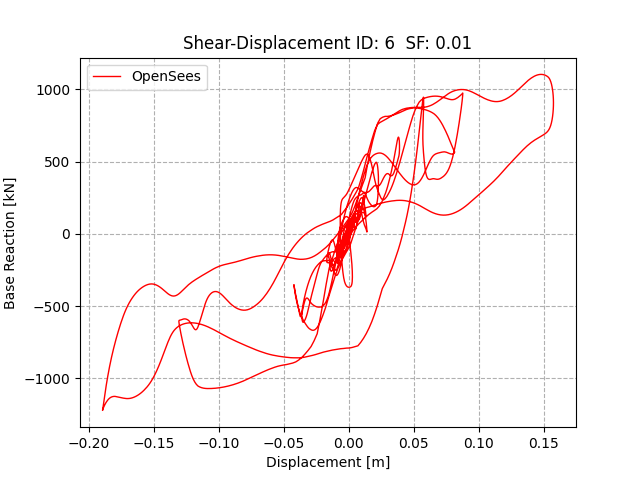 Shear-Displacement ID: 6  SF: 0.01
OpenSees
1000
500
0
−500
−1000
Base Reaction [kN]
−0.20 −0.15 −0.10 −0.05 0.00 0.05 0.10 0.15
Displacement [m]